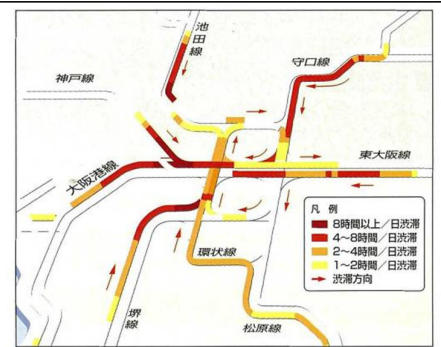 池田線
守口線
神戸線
東大阪線
大阪港線
凡 例
8時間以上/日渋滞
4~8時間/日渋滞
2~4時間/日渋滞
1~2時間/日渋滞
渋滞方向
環状線
堺線
松原線